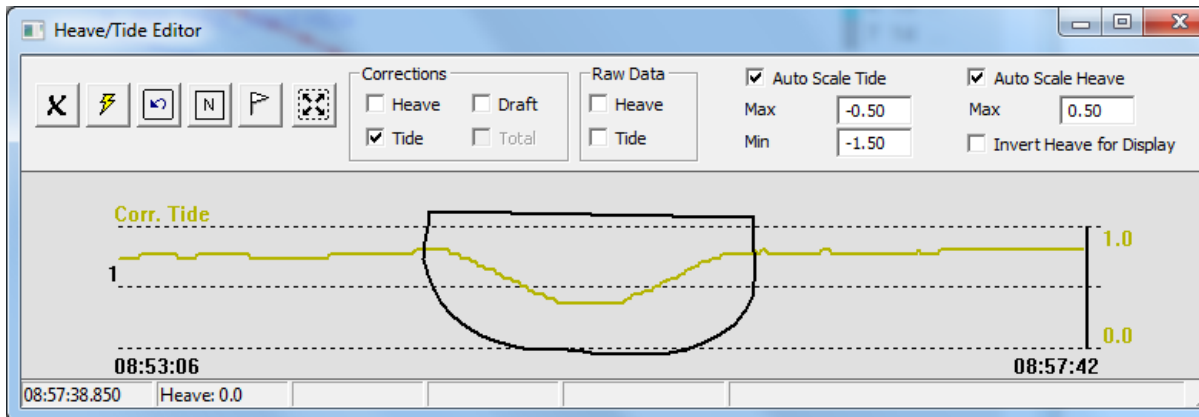 Heave/Tide Editor
Corrections
Heave
Draft
Tide
Total
Raw Data
Heave
Tide
Auto Scale Tide
Max -0.50
Min -1.50
Auto Scale Heave
Max 0.50
Invert Heave for Display
X
N
Corr. Tide
1.0
1
0.0
08:53:06
08:57:42
08:57:38.850
Heave: 0.0